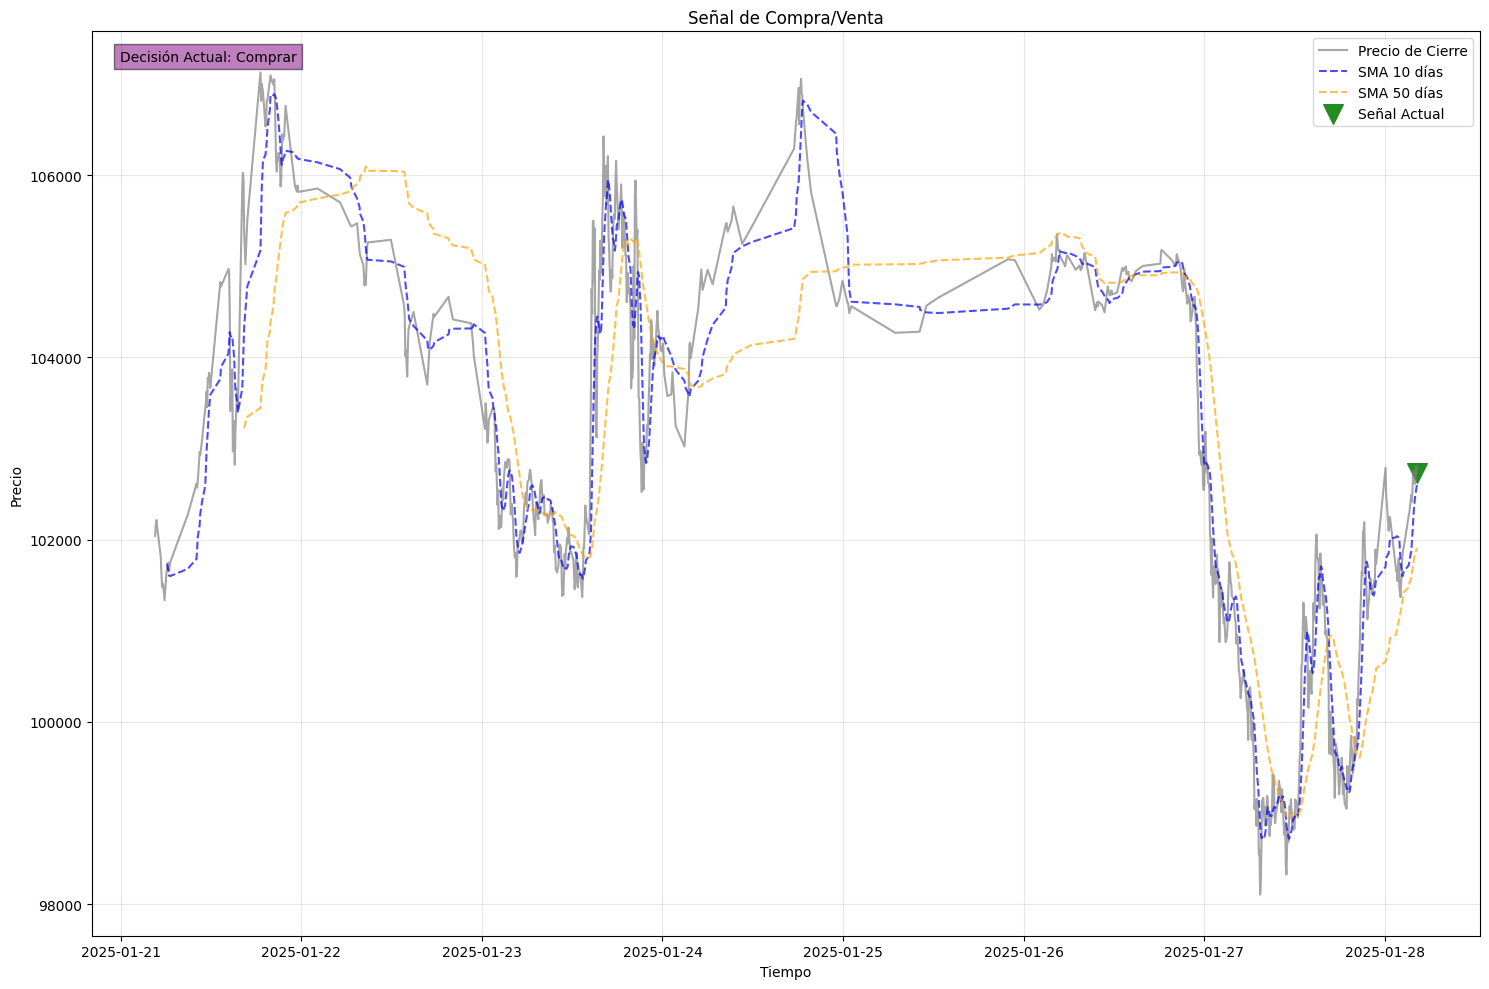 Señal de Compra/Venta
Decisión Actual: Comprar
Precio de Cierre
SMA 10 días
SMA 50 días
Señal Actual
Precio
106000
104000
102000
100000
98000
2025-01-21
2025-01-22
2025-01-23
2025-01-24
2025-01-25
2025-01-26
2025-01-27
2025-01-28
Tiempo